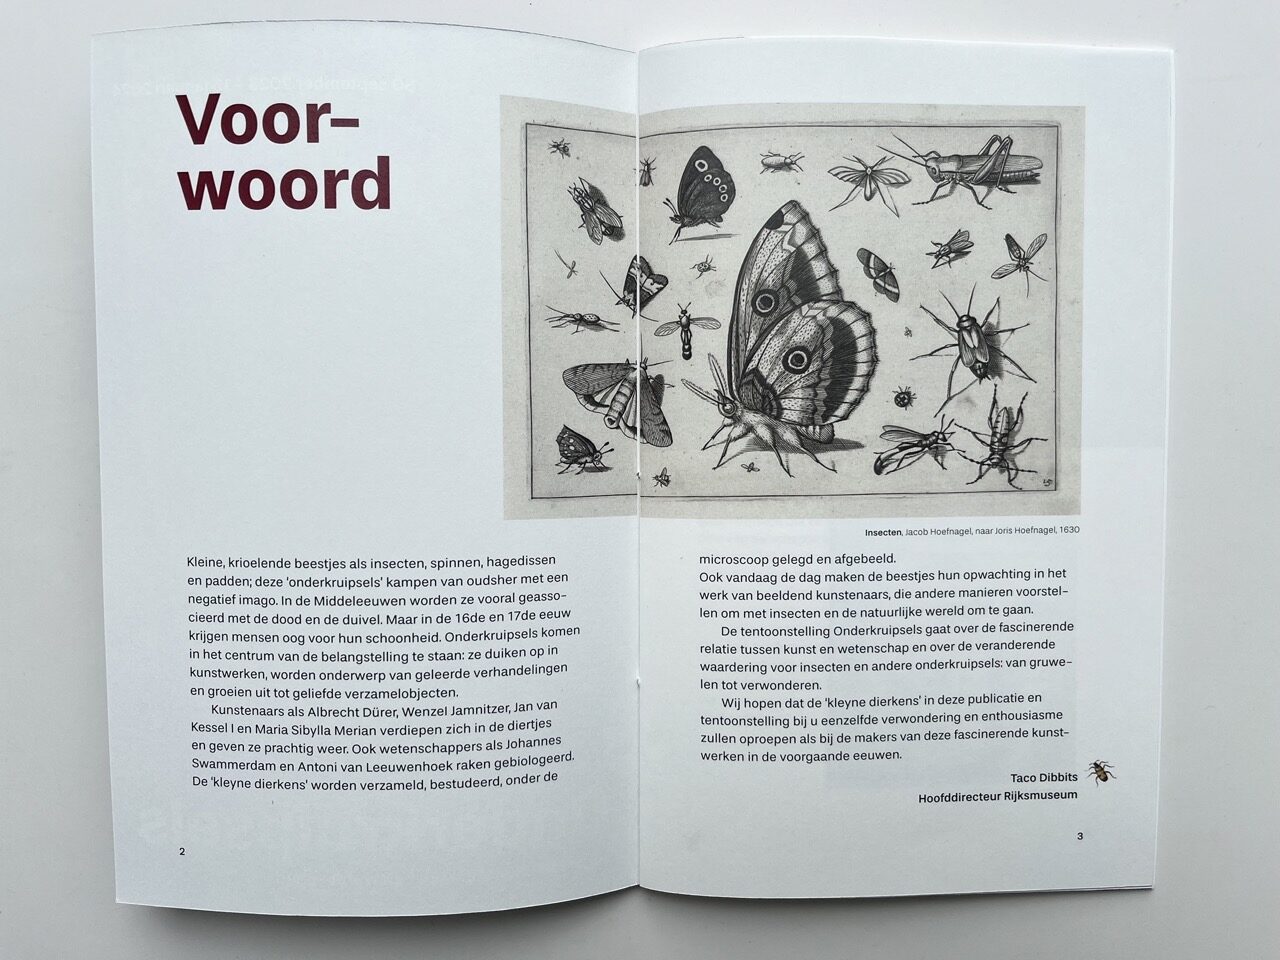 Voor–
woord
Insecten, Jacob Hoefnagel, naar Joris Hoefnagel, 1630
Kleine, krioelende beestjes als insecten, spinnen, hagedissen
en padden; deze 'onderkruipsels' kampen van oudsher met een
negatief imago. In de Middeleeuwen worden ze vooral geasso–
cieerd met de dood en de duivel. Maar in de 16de en 17de eeuw
krijgen mensen oog voor hun schoonheid. Onderkruipsels komen
in het centrum van de belangstelling te staan: ze duiken op in
kunstwerken, worden onderwerp van geleerde verhandelingen
en groeien uit tot geliefde verzamelobjecten.
Kunstenaars als Albrecht Dürer, Wenzel Jamnitzer, Jan van
Kessel I en Maria Sibylla Merian verdiepen zich in de diertjes
en geven ze prachtig weer. Ook wetenschappers als Johannes
Swammerdam en Antoni van Leeuwenhoek raken gebiologeerd.
De 'kleyne dierkens' worden verzameld, bestudeerd, onder de
2
microscoop gelegd en afgebeeld.
Ook vandaag de dag maken de beestjes hun opwachting in het
werk van beeldend kunstenaars, die andere manieren voorstel–
len om met insecten en de natuurlijke wereld om te gaan.
De tentoonstelling Onderkruipsels gaat over de fascinerende
relatie tussen kunst en wetenschap en over de veranderende
waardering voor insecten en andere onderkruipsels: van gruwe–
len tot verwonderen.
Wij hopen dat de 'kleyne dierkens' in deze publicatie en
tentoonstelling bij u eenzelfde verwondering en enthousiasme
zullen oproepen als bij de makers van deze fascinerende kunst–
werken in de voorgaande eeuwen.
Taco Dibbits
Hoofddirecteur Rijksmuseum
3